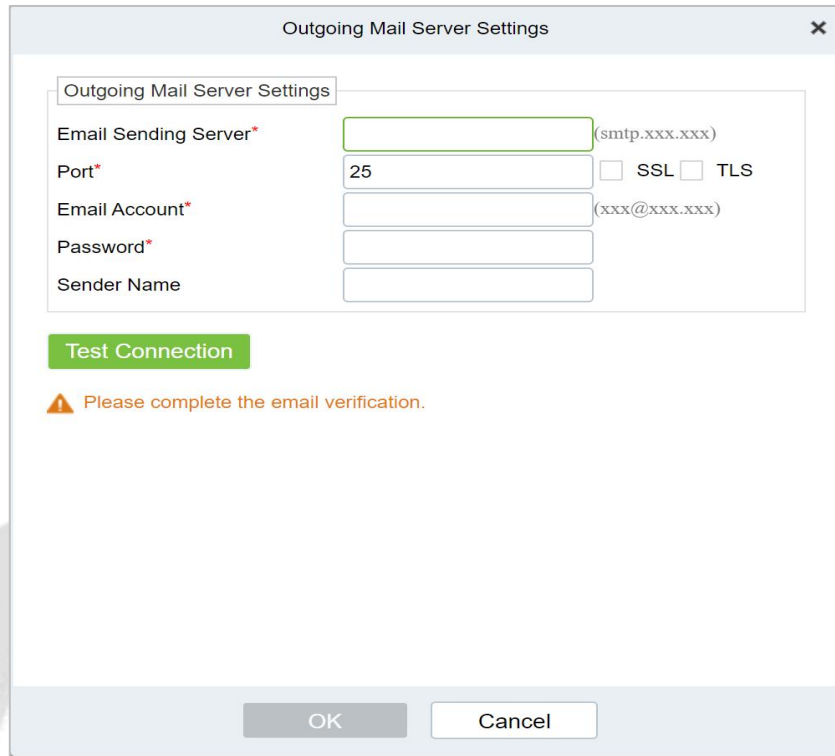 Outgoing Mail Server Settings
Outgoing Mail Server Settings
Email Sending Server* (smtp.xxx.xxx)
Port* 25 SSL TLS
Email Account* (xxx@xxx.xxx)
Password*
Sender Name
Test Connection
Please complete the email verification.
OK Cancel